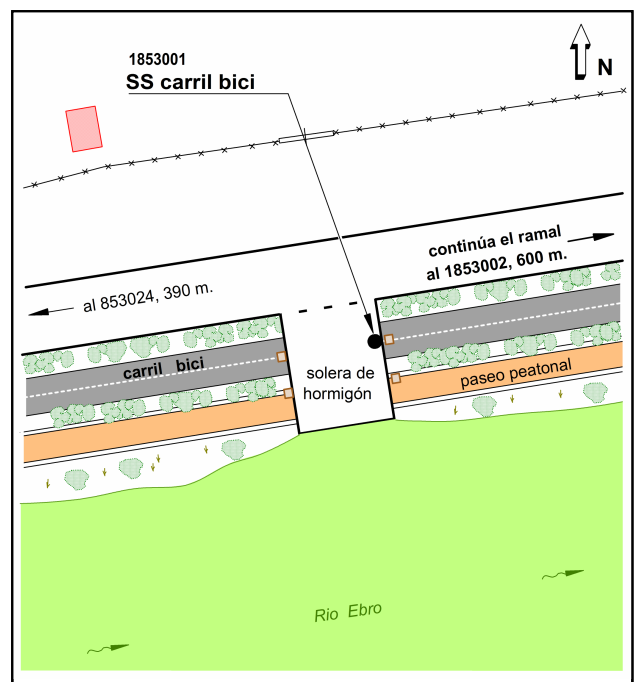 1853001
SS carril bici
N
continúa el ramal
al 1853002, 600 m.
al 853024, 390 m.
carril bici
solera de
hormigón
paseo peatonal
Rio Ebro